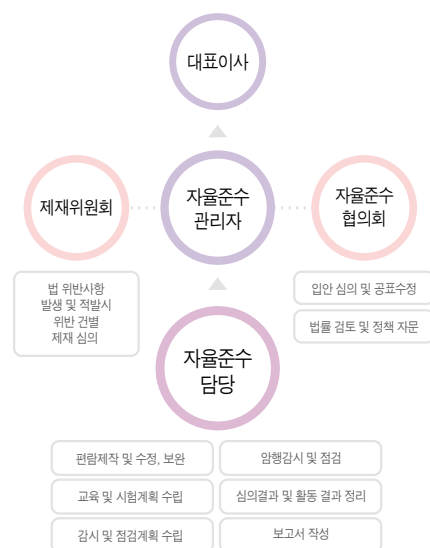 대표이사
제재위원회
자율준수
관리자
자율준수
협의회
법 위반사항
발생 및 적발시
위반 건별
제재 심의
입안 심의 및 공표수정
법률 검토 및 정책 자문
자율준수
담당
편람제작 및 수정, 보완
암행감시 및 점검
교육 및 시험계획 수립
심의결과 및 활동 결과 정리
감시 및 점검계획 수립
보고서 작성